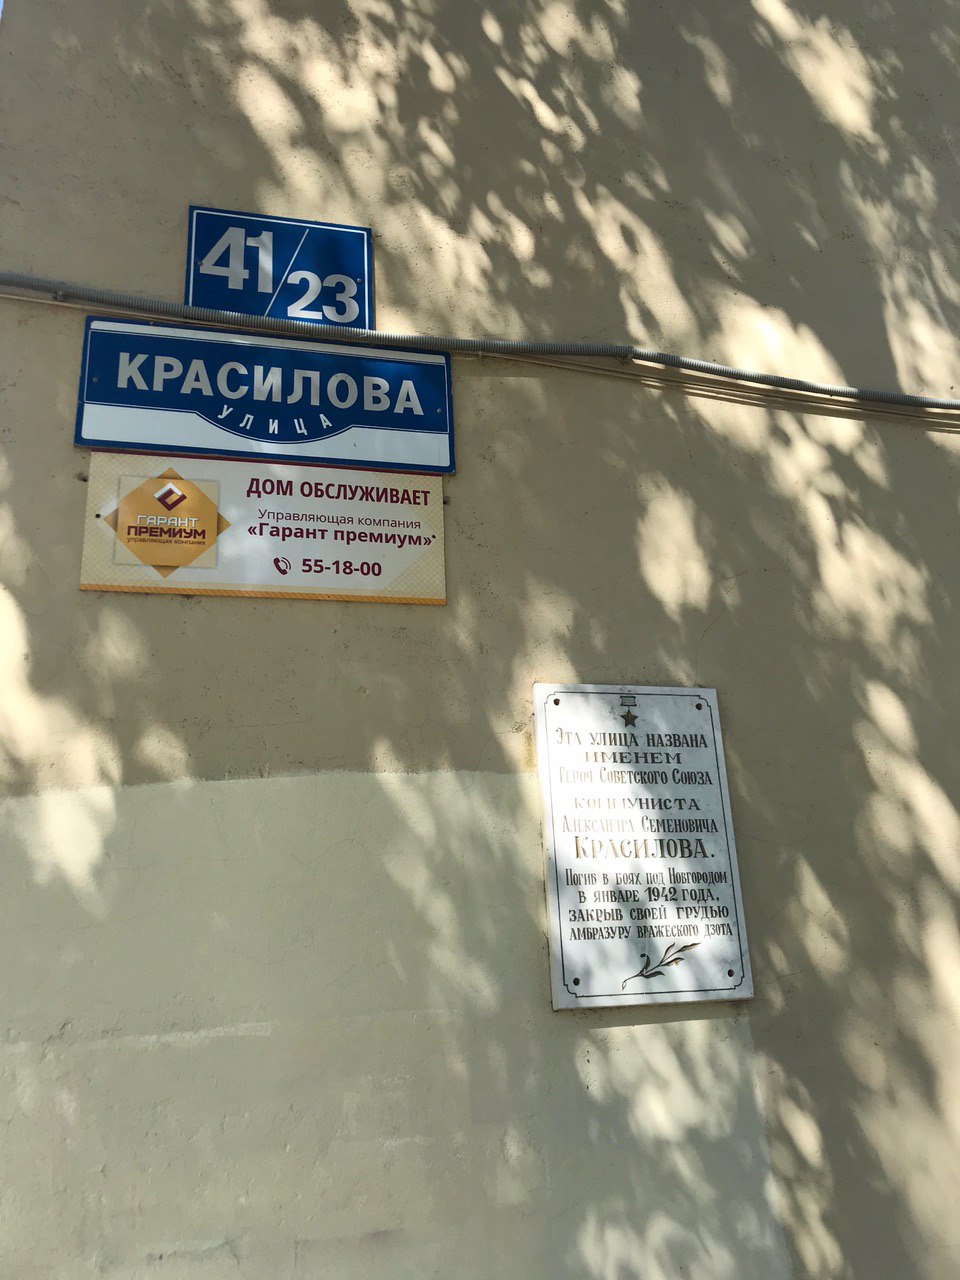 41/23
КРАСИЛОВА
УЛИЦА
ГАРАНТ
ПРЕМИУМ
управляющая компания
ДОМ ОБСЛУЖИВАЕТ
Управляющая компания
«Гарант премиум»
55-18-00
Эта улица названа
именем
Героя Советского Союза
коммуниста
Александра Семеновича
Красилова.
Погиб в боях под Новгородом
в январе 1942 года,
закрыв своей грудью
амбразуру вражеского дзота